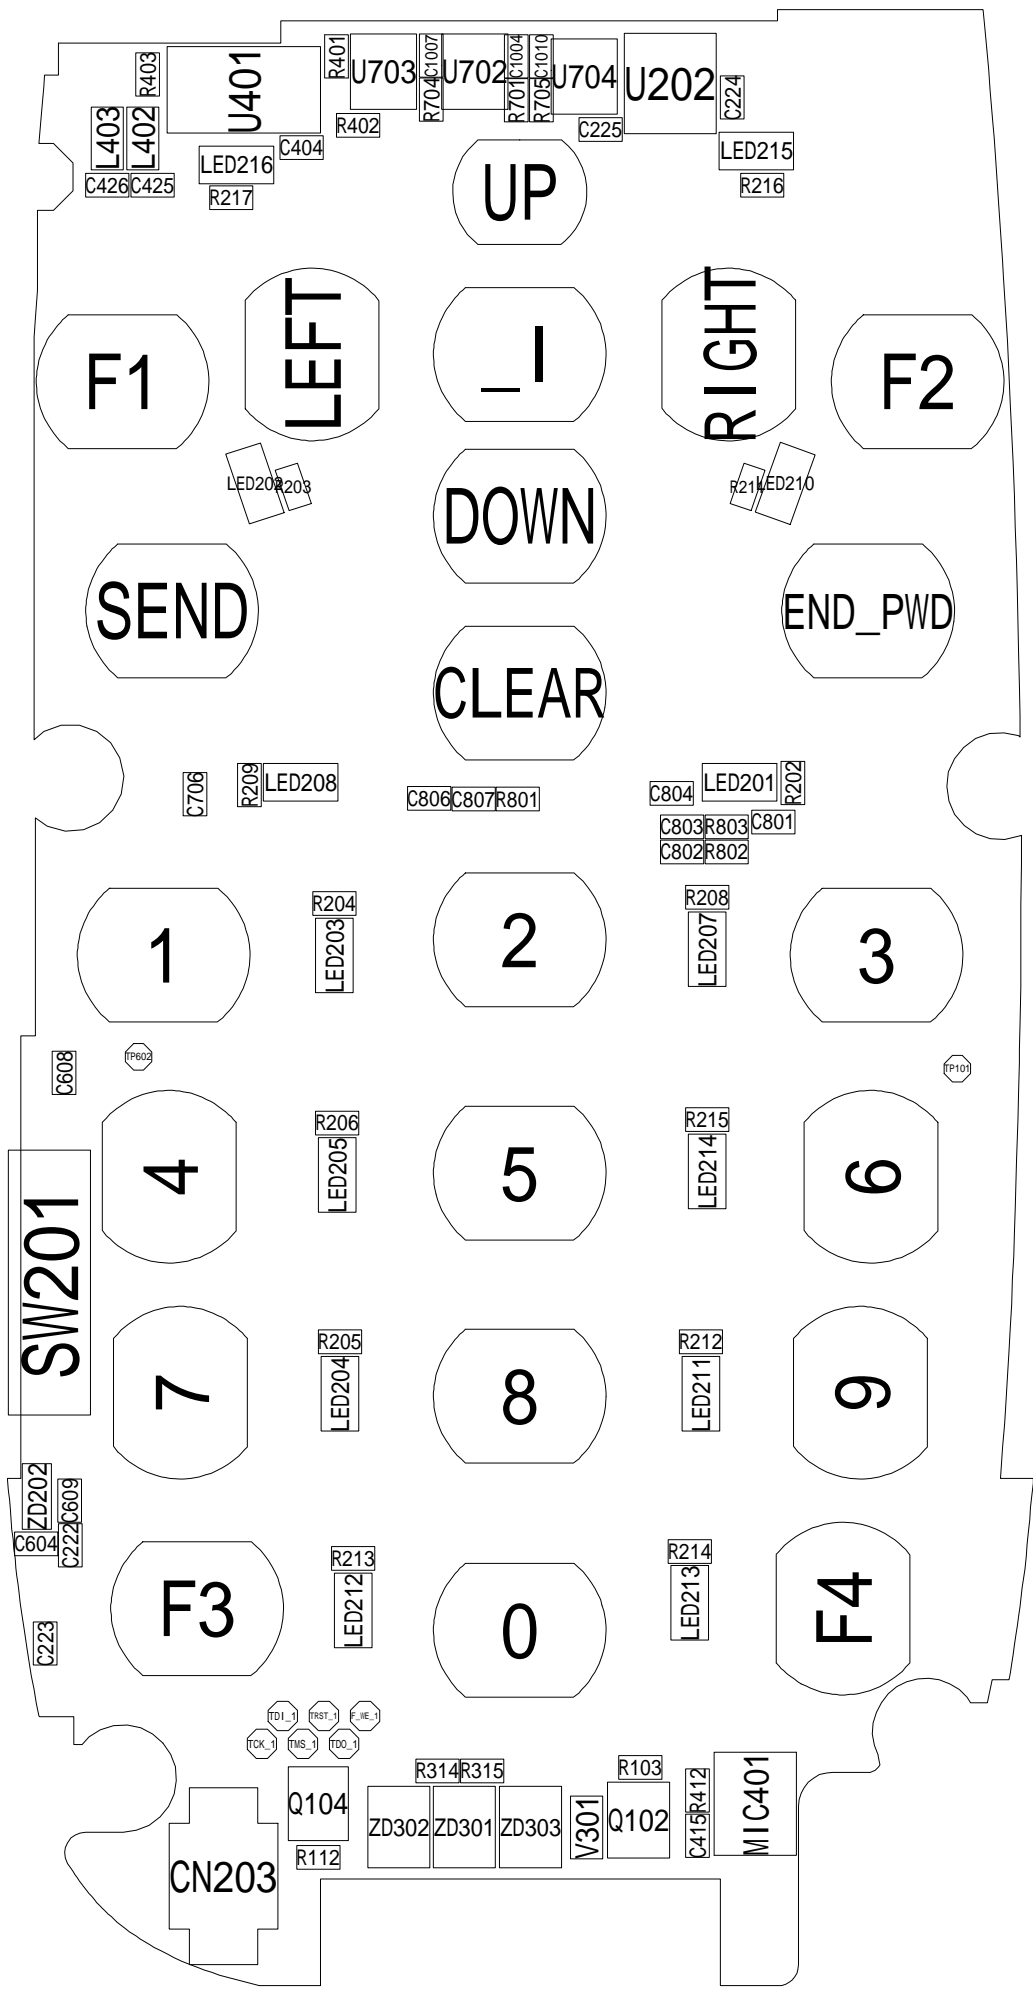 R403
U401
R401
U703
C1007
R704
U702
C1004
R701
C1010
R705
U704
U202
C224
L403
L402
R402
C404
C225
LED216
LED215
C426
C425
R217
R216
UP
LEFT
_I
RIGHT
F1
F2
LED202
R203
R214
LED210
DOWN
SEND
END_PWD
CLEAR
C706
R209
LED208
C806
C807
R801
C804
LED201
R202
C803
R803
C801
C802
R802
R204
LED203
R208
LED207
1
2
3
C608
TP602
TP101
R206
LED205
R215
LED214
4
5
6
SW201
R205
LED204
R212
LED211
7
8
9
ZD202
C609
C604
C222
R213
LED212
R214
LED213
F3
0
F4
C223
TDI_1
TRST_1
F_WE_1
TCK_1
TMS_1
TDO_1
Q104
R112
R314
R315
R103
ZD302
ZD301
ZD303
V301
Q102
R412
C415
MIC401
CN203